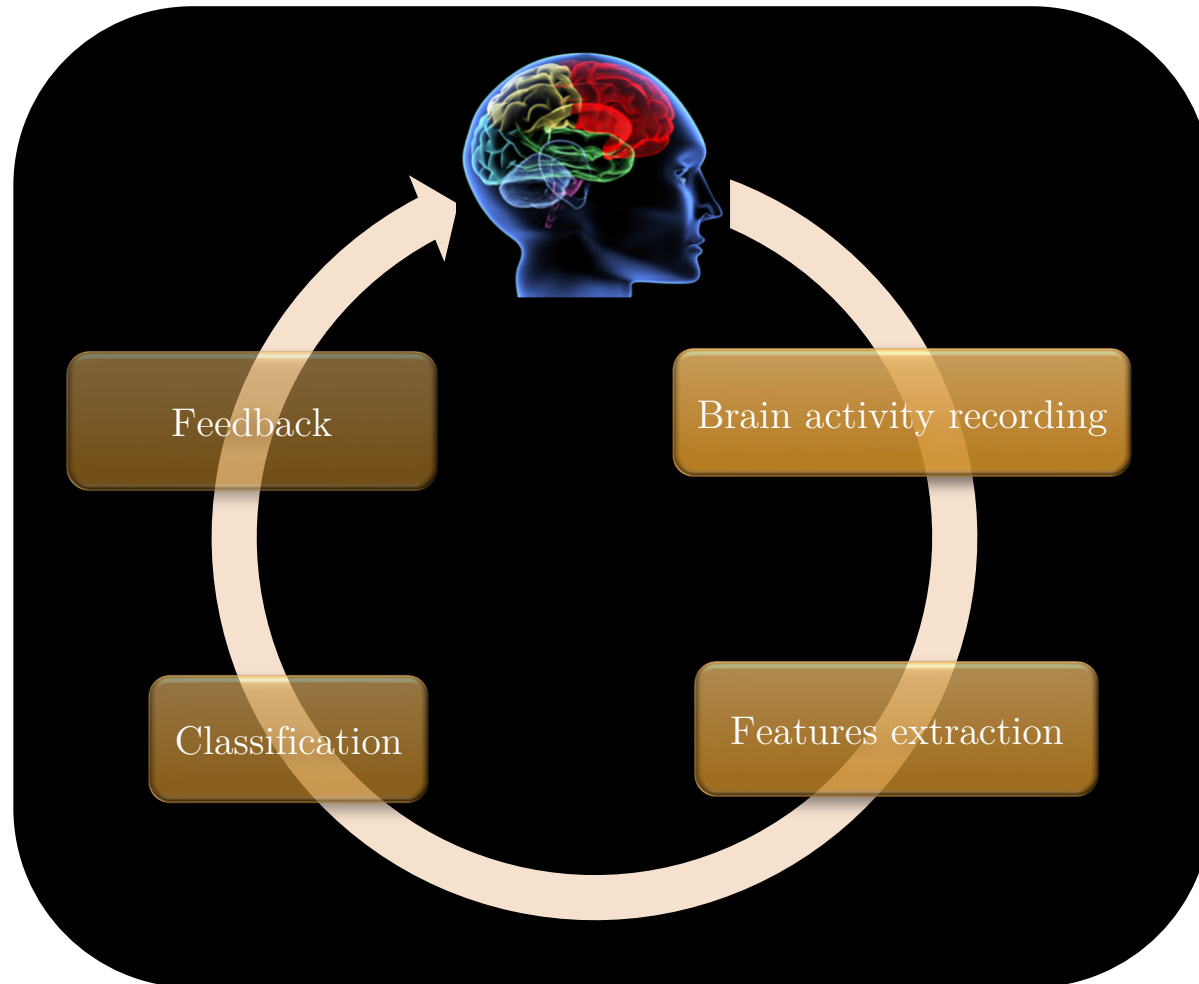 Feedback
Brain activity recording
Classification
Features extraction